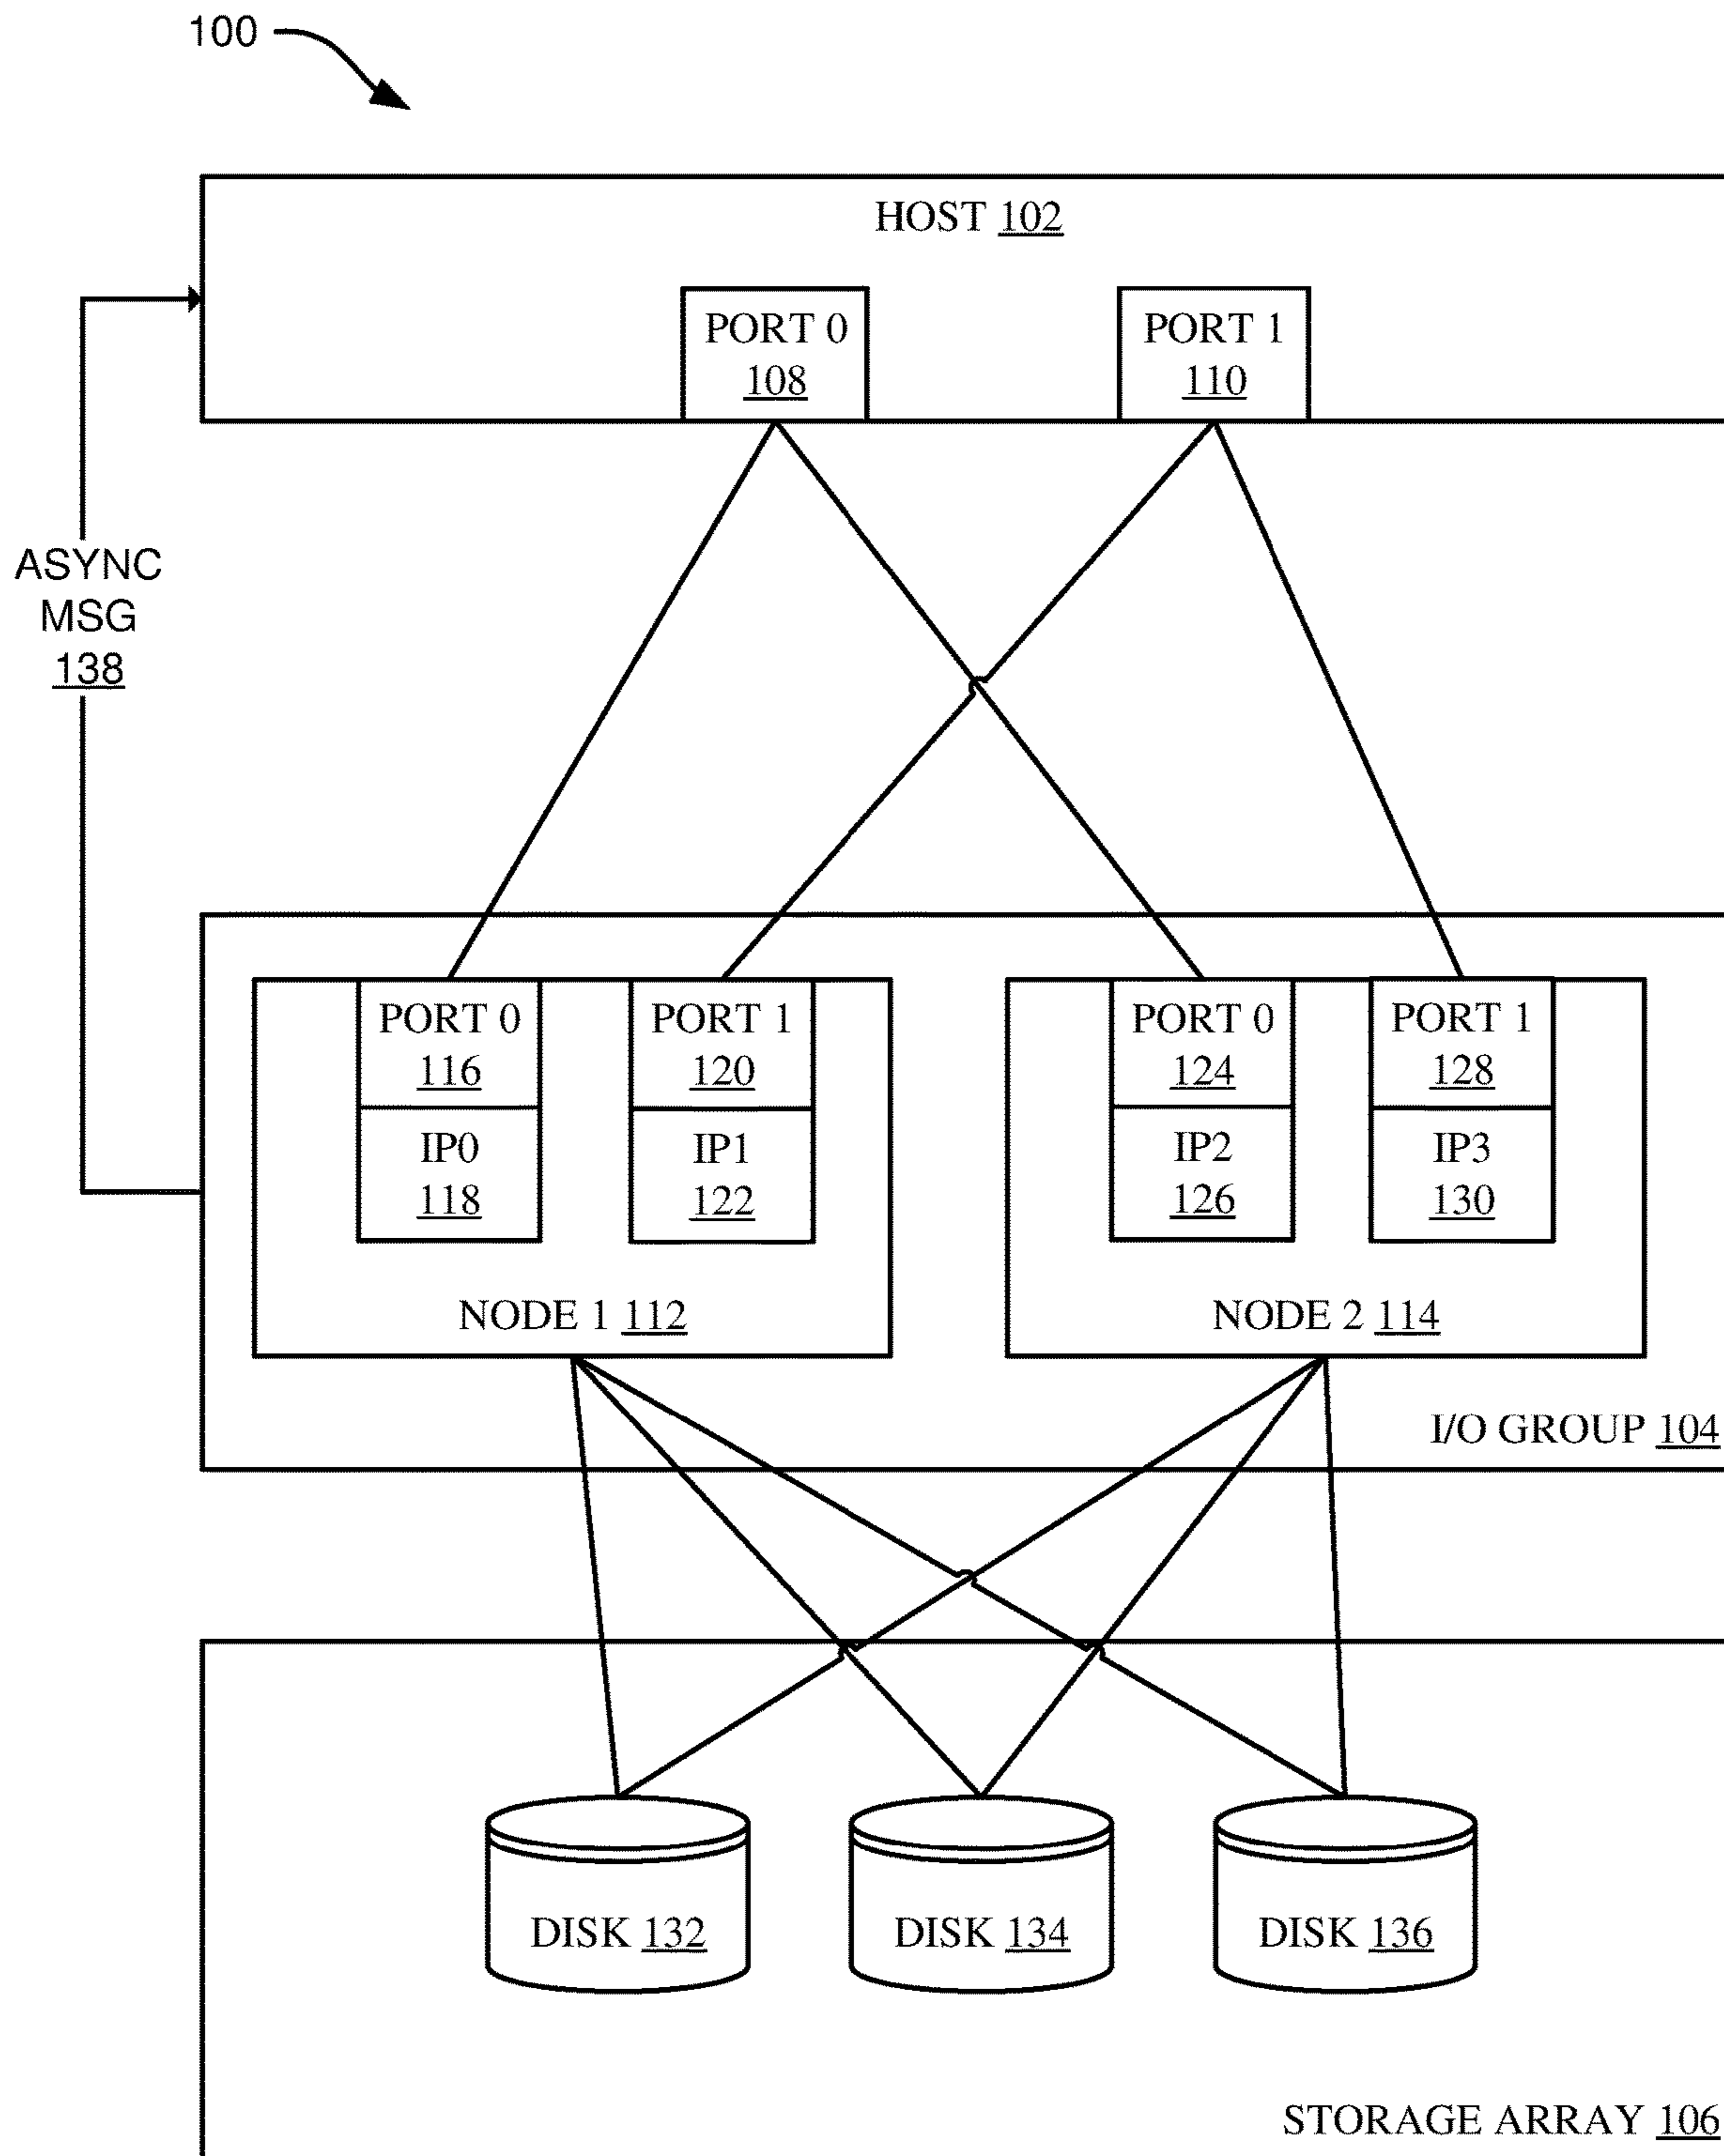 100
HOST 102
PORT 0
108
PORT 1
110
ASYNC
MSG
138
PORT 0
116
PORT 1
120
PORT 0
124
PORT 1
128
IP0
118
IP1
122
IP2
126
IP3
130
NODE 1 112
NODE 2 114
I/O GROUP 104
DISK 132
DISK 134
DISK 136
STORAGE ARRAY 106